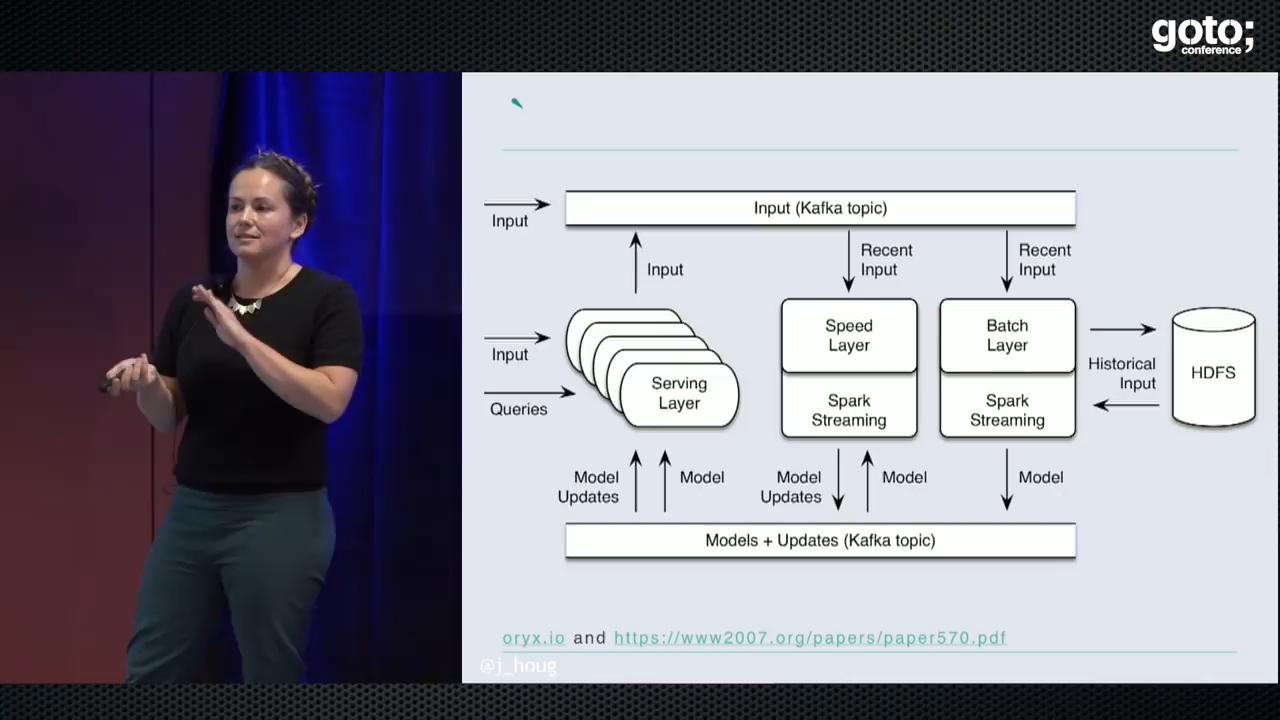 goto;
conference
Input (Kafka topic)
Input
Input
Recent
Input
Recent
Input
Input
Queries
Serving
Layer
Speed
Layer
Spark
Streaming
Batch
Layer
Spark
Streaming
Historical
Input
HDFS
Model
Updates
Model
Model
Updates
Model
Model
Models + Updates (Kafka topic)
oryx.io and https://www2007.org/papers/paper570.pdf
@j_houg